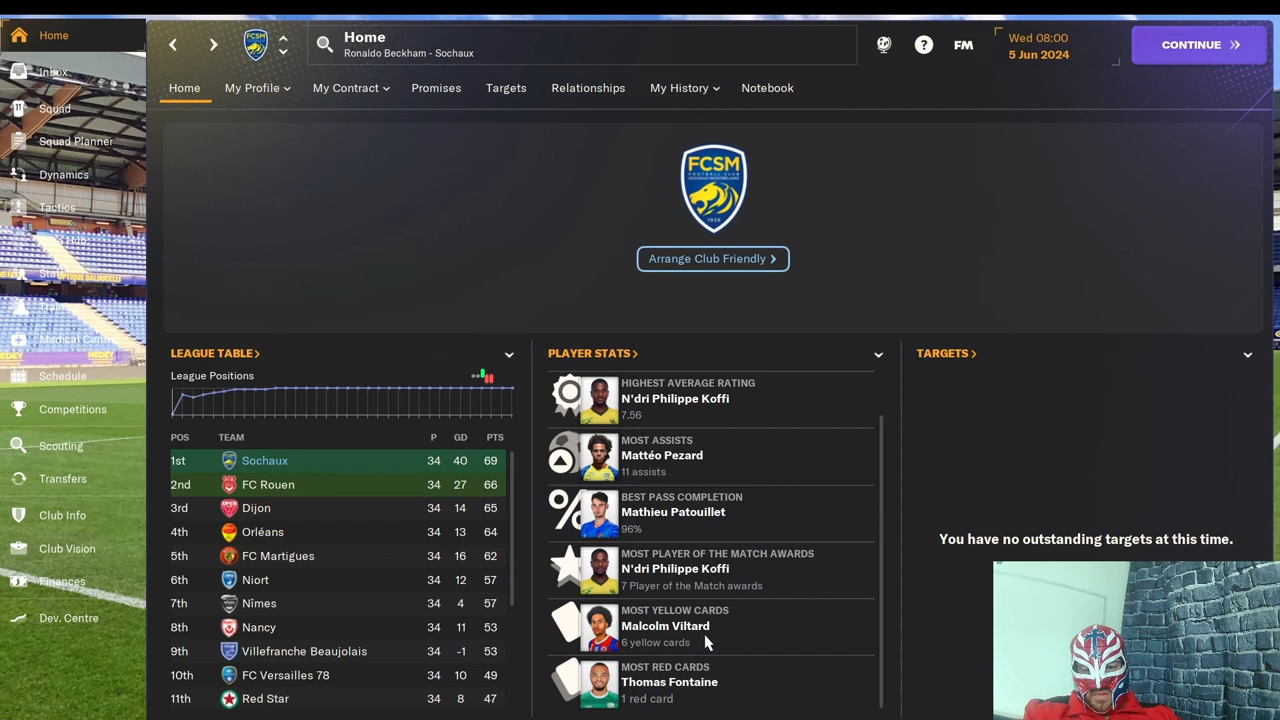 Home
Home
Ronaldo Beckham - Sochaux
Wed 08:00
5 Jun 2024
FM
CONTINUE
Inbox
Squad
Squad Planner
Dynamics
Tactics
Medical Centre
Schedule
Competitions
Scouting
Transfers
Club Info
Club Vision
Finances
Dev. Centre
Home My Profile My Contract Promises Targets Relationships My History Notebook
FCSM
FOOTBALL CLUB
SOCHAUX-MONTBÉLIARD
1928
Arrange Club Friendly
LEAGUE TABLE
League Positions
POS TEAM P GD PTS
1st Sochaux 34 40 69
2nd FC Rouen 34 27 66
3rd Dijon 34 14 65
4th Orléans 34 13 64
5th FC Martigues 34 16 62
6th Niort 34 12 57
7th Nîmes 34 4 57
8th Nancy 34 11 53
9th Villefranche Beaujolais 34 -1 53
10th FC Versailles 78 34 10 49
11th Red Star 34 8 47
PLAYER STATS
HIGHEST AVERAGE RATING
N'dri Philippe Koffi
7.56
MOST ASSISTS
Mattéo Pezard
11 assists
BEST PASS COMPLETION
Mathieu Patouillet
96%
MOST PLAYER OF THE MATCH AWARDS
N'dri Philippe Koffi
7 Player of the Match awards
MOST YELLOW CARDS
Malcolm Viltard
6 yellow cards
MOST RED CARDS
Thomas Fontaine
1 red card
TARGETS
You have no outstanding targets at this time.